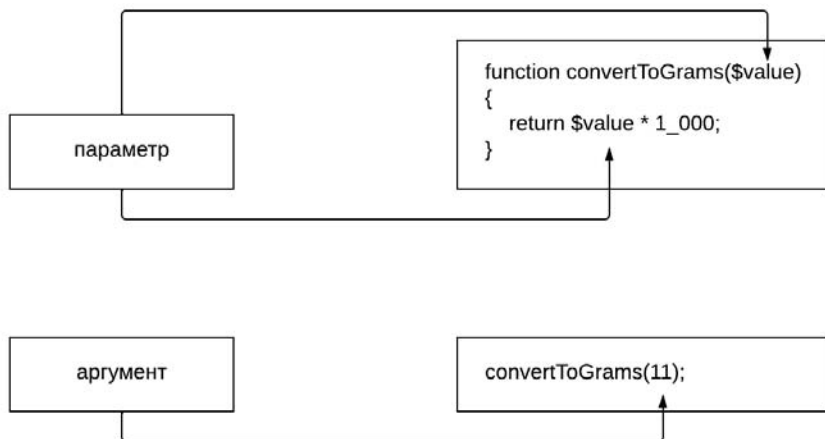 function convertToGrams($value)
{
return $value * 1_000;
}
параметр
аргумент
convertToGrams(11);